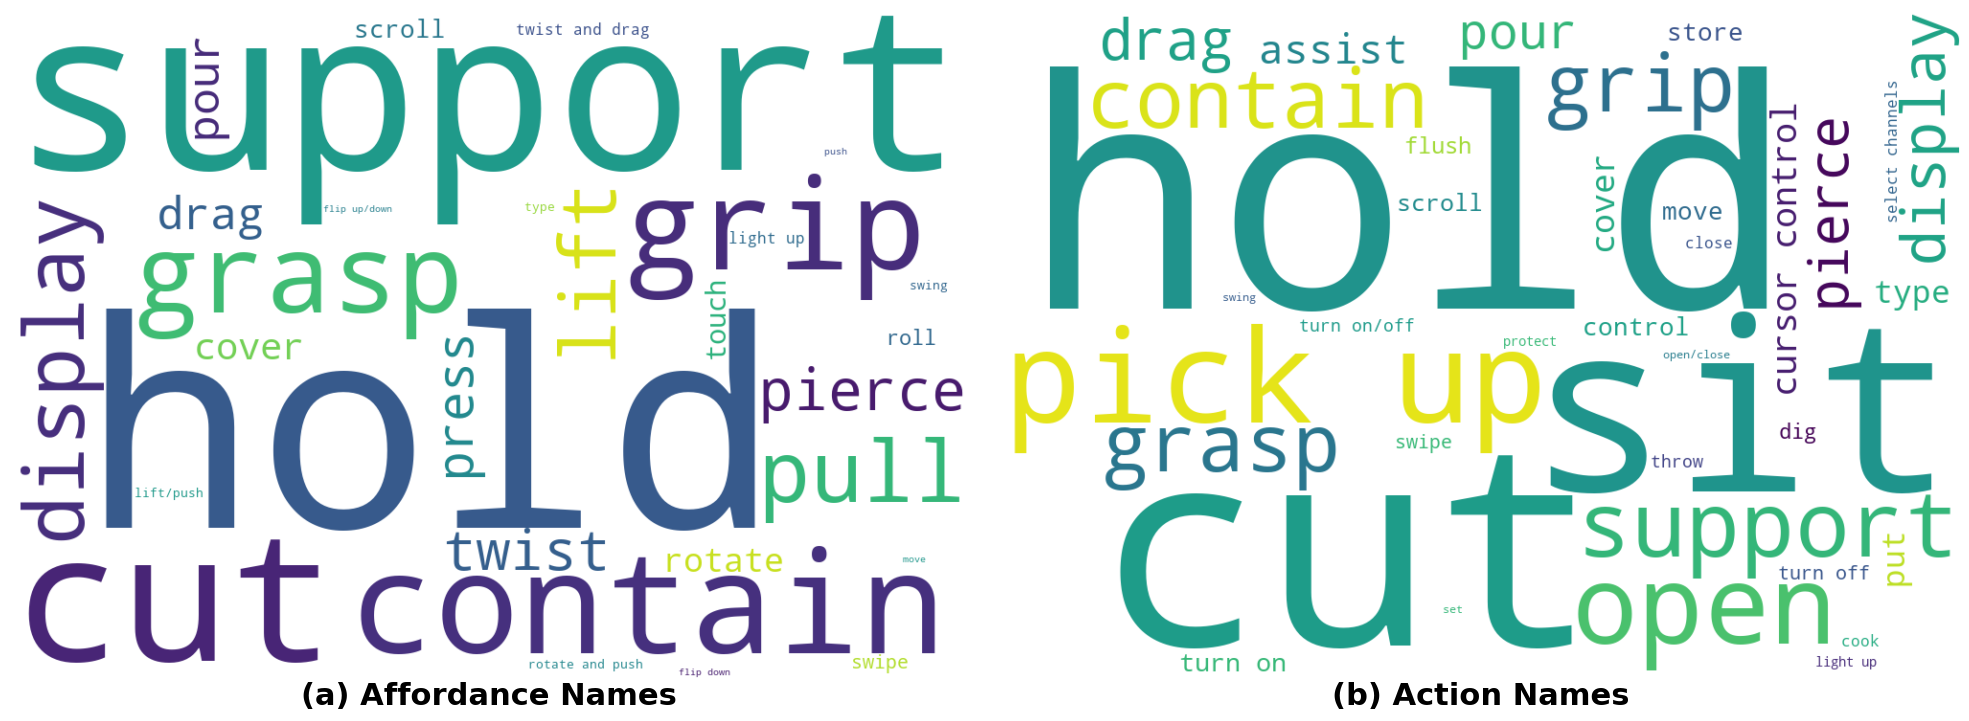 scroll
twist and drag
support
pour
push
drag
flip up/down
type
lift
grip
light up
display
grasp
swing
touch
cover
roll
hold
press
pierce
pull
lift/push
twist
rotate
move
cut
contain
rotate and push
flip down
swipe
(a) Affordance Names
drag
assist
pour
store
display
contain
grip
select channels
hold
flush
cursor control
pierce
cover
scroll
move
close
swing
type
turn on/off
control
protect
open/close
pick up
sit
grasp
swipe
dig
throw
cut
support
put
turn off
open
set
cook
turn on
light up
(b) Action Names